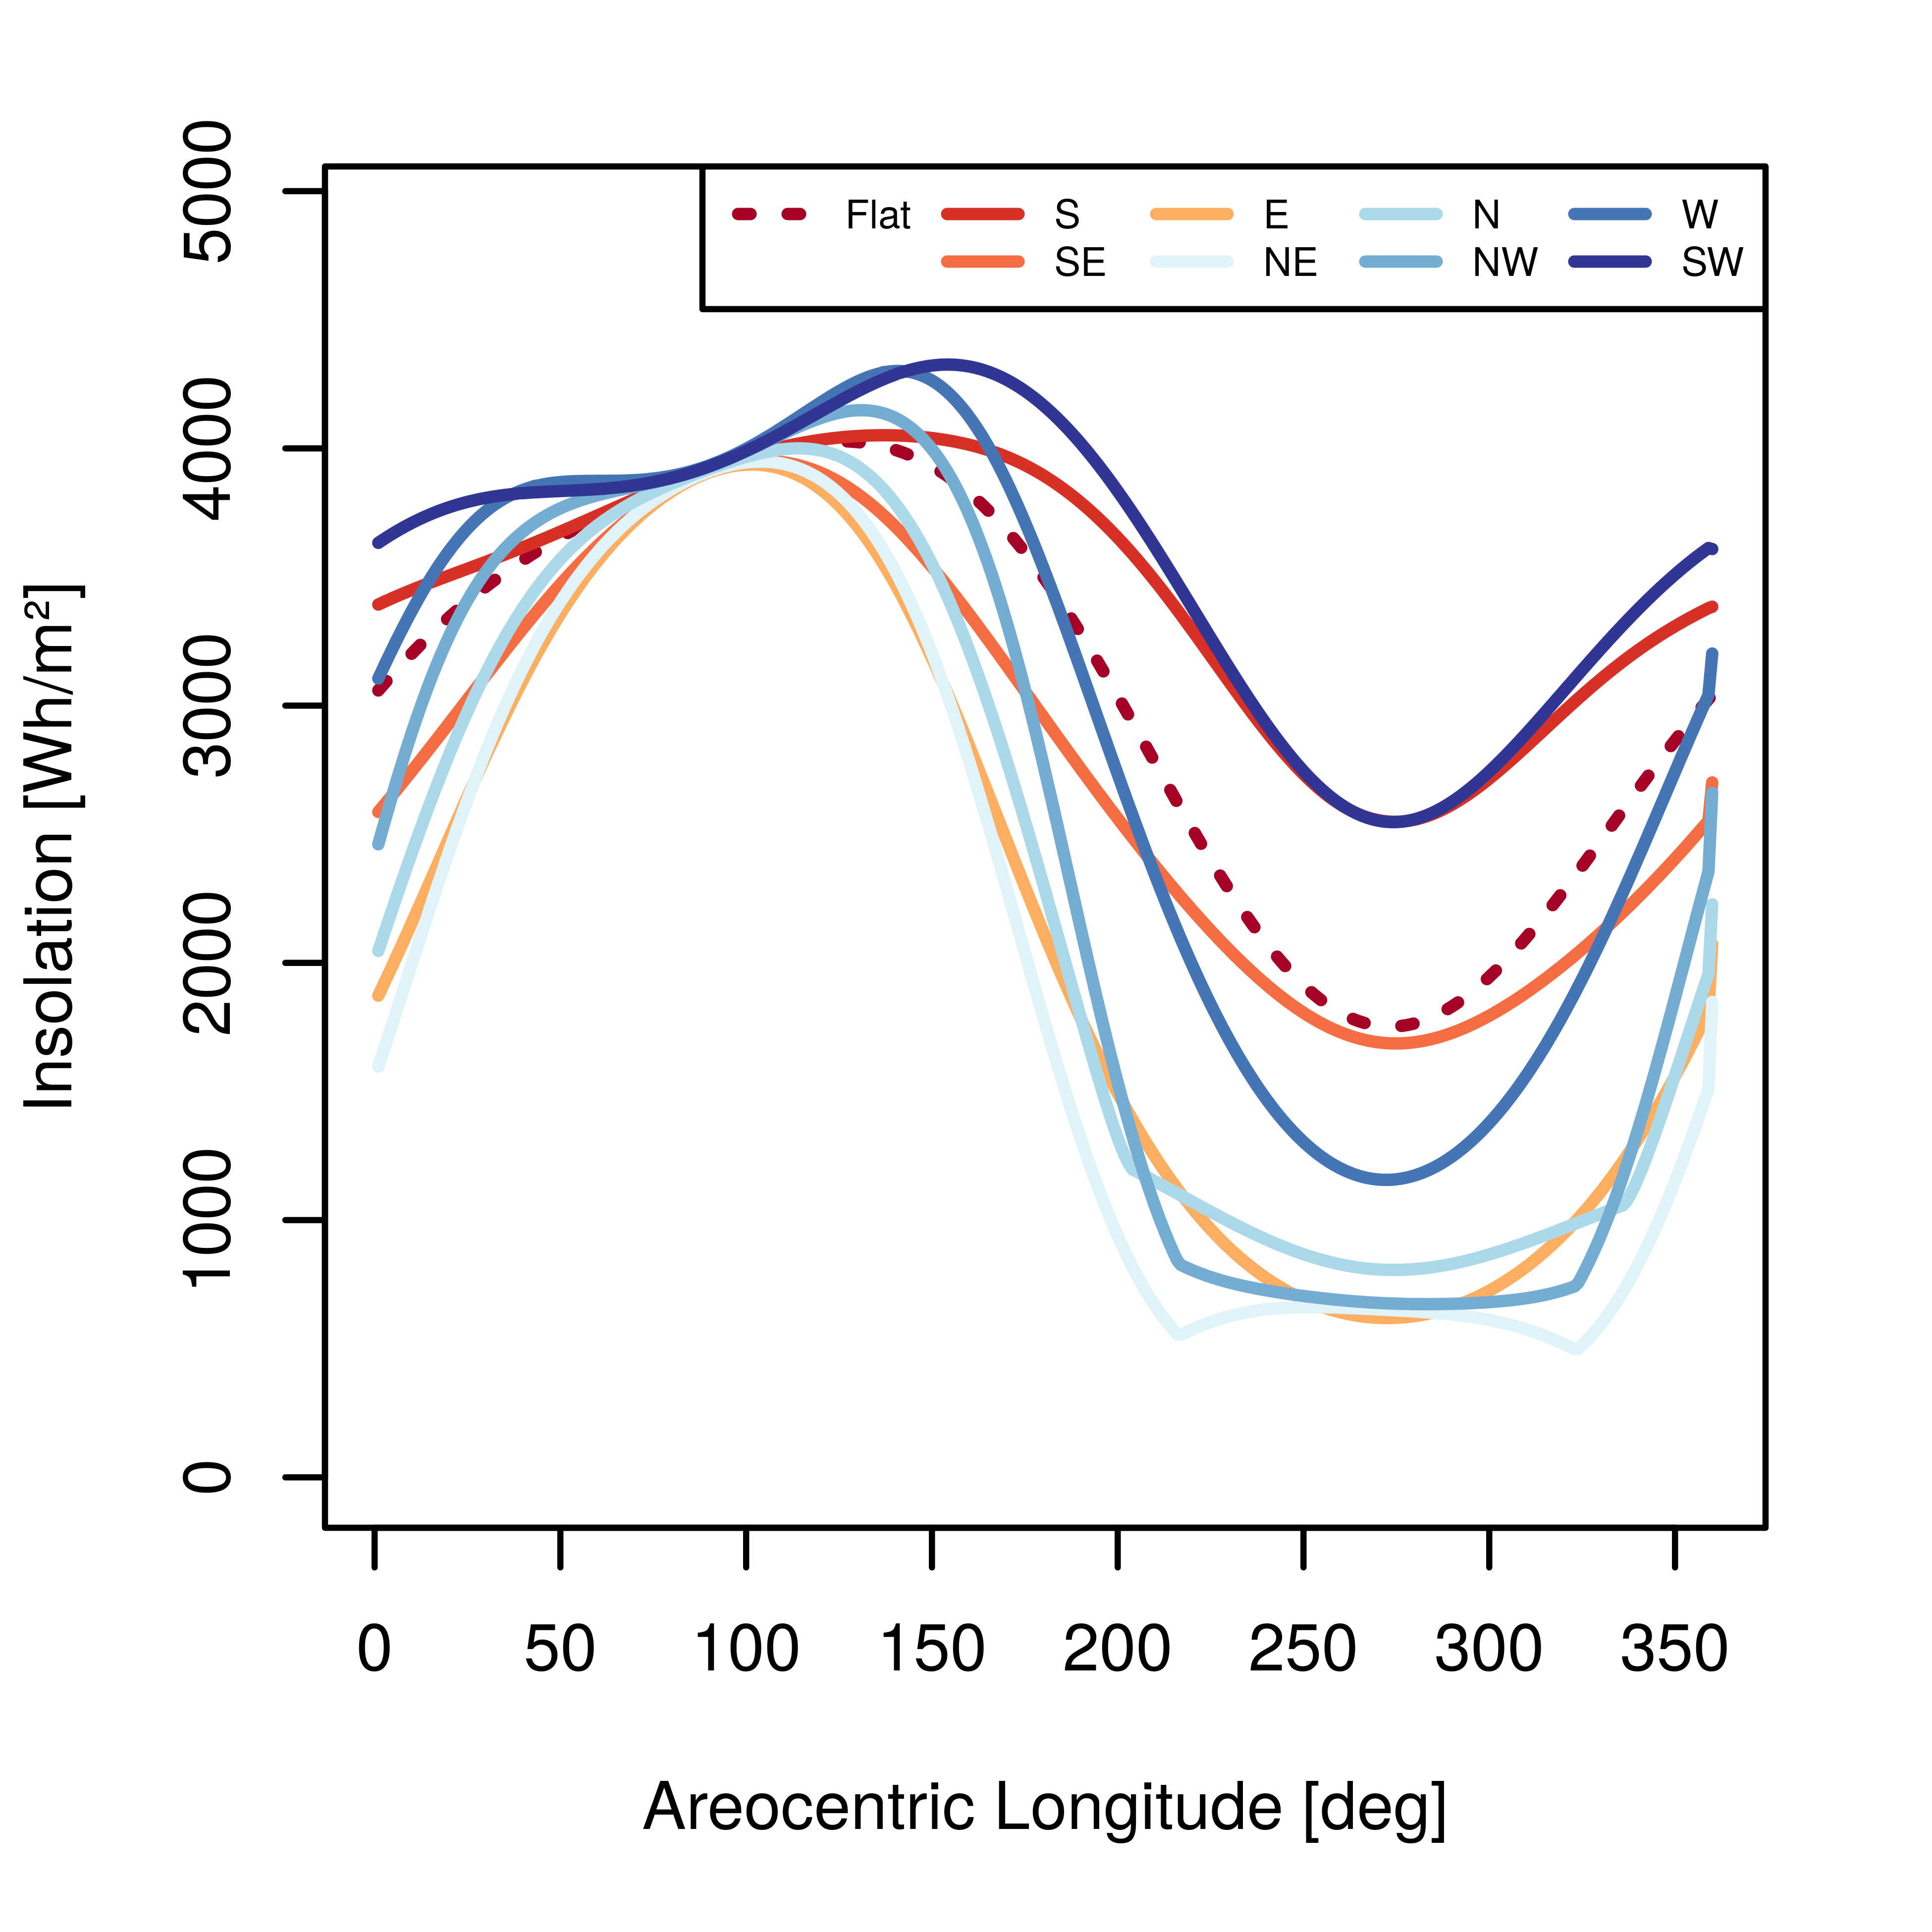 Flat S E N W
SE NE NW SW
Insolation [Wh/m²]
5000
4000
3000
2000
1000
0
0 50 100 150 200 250 300 350
Areocentric Longitude [deg]